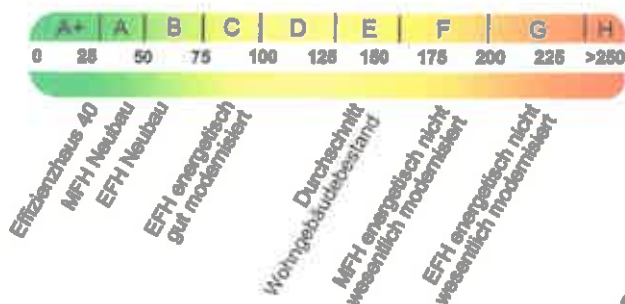 A+ A B C D E F G H
0 25 50 75 100 125 150 175 200 225 >250
Effizienzhaus 40
MFH Neubau
EFH Neubau
EFH energetisch
gut modernisiert
Durchschnitt
Wohngebäudebestand
MFH energetisch nicht
wesentlich modernisiert
EFH energetisch nicht
wesentlich modernisiert